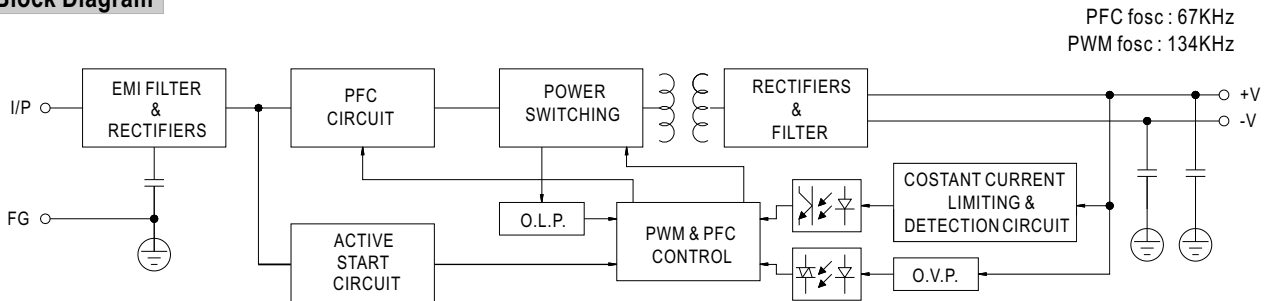 Block Diagram
PFC fosc : 67KHz
PWM fosc : 134KHz
I/P
EMI FILTER
&
RECTIFIERS
PFC
CIRCUIT
POWER
SWITCHING
RECTIFIERS
&
FILTER
+V
-V
FG
O.L.P.
PWM & PFC
CONTROL
COSTANT CURRENT
LIMITING &
DETECTION CIRCUIT
ACTIVE
START
CIRCUIT
O.V.P.